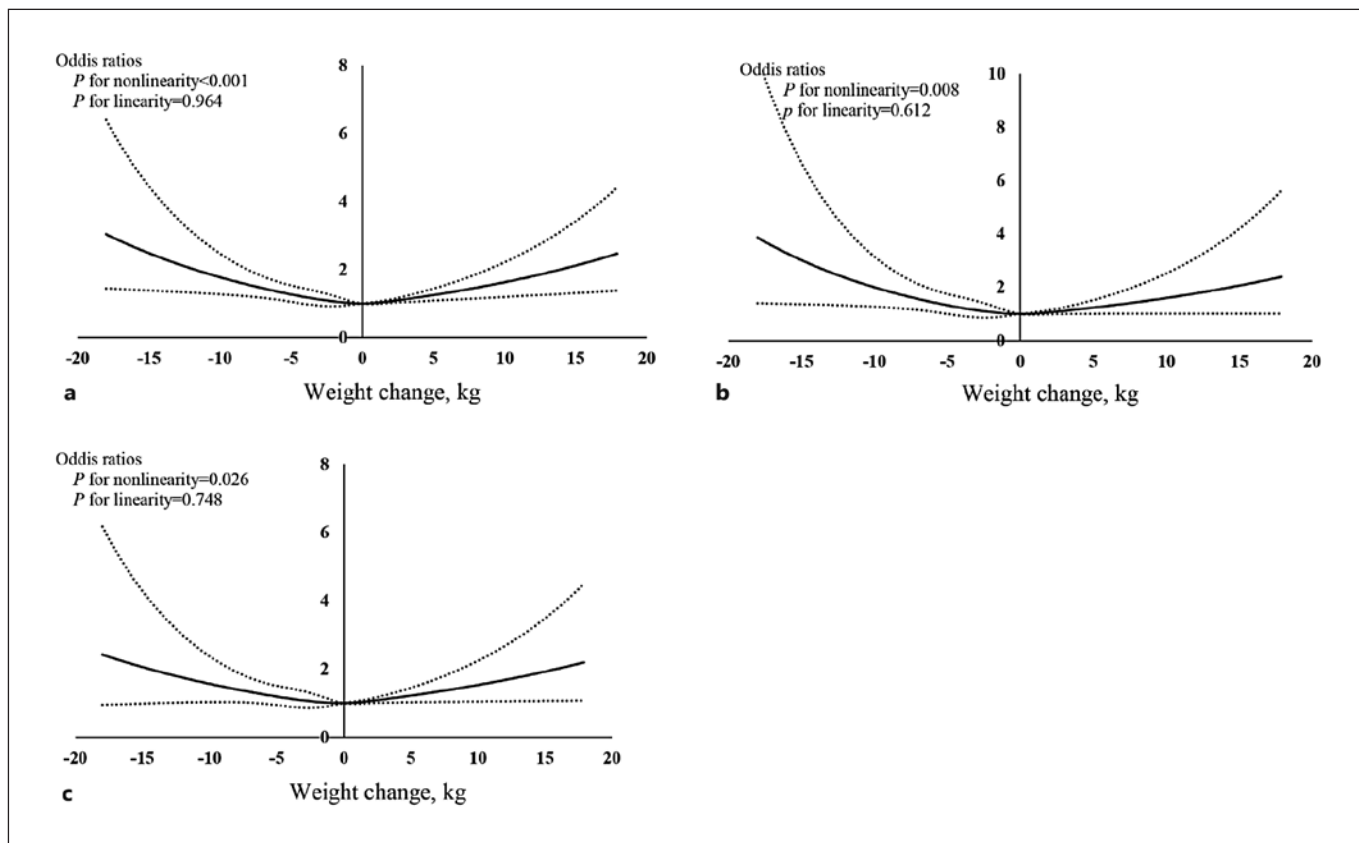 Oddis ratios
P for nonlinearity<0.001
P for linearity=0.964
8
6
4
2
0
-20 -15 -10 -5 0 5 10 15 20
Weight change, kg
a
Oddis ratios
P for nonlinearity=0.008
p for linearity=0.612
10
8
6
4
2
0
-20 -15 -10 -5 0 5 10 15 20
Weight change, kg
b
Oddis ratios
P for nonlinearity=0.026
P for linearity=0.748
8
6
4
2
0
-20 -15 -10 -5 0 5 10 15 20
Weight change, kg
c